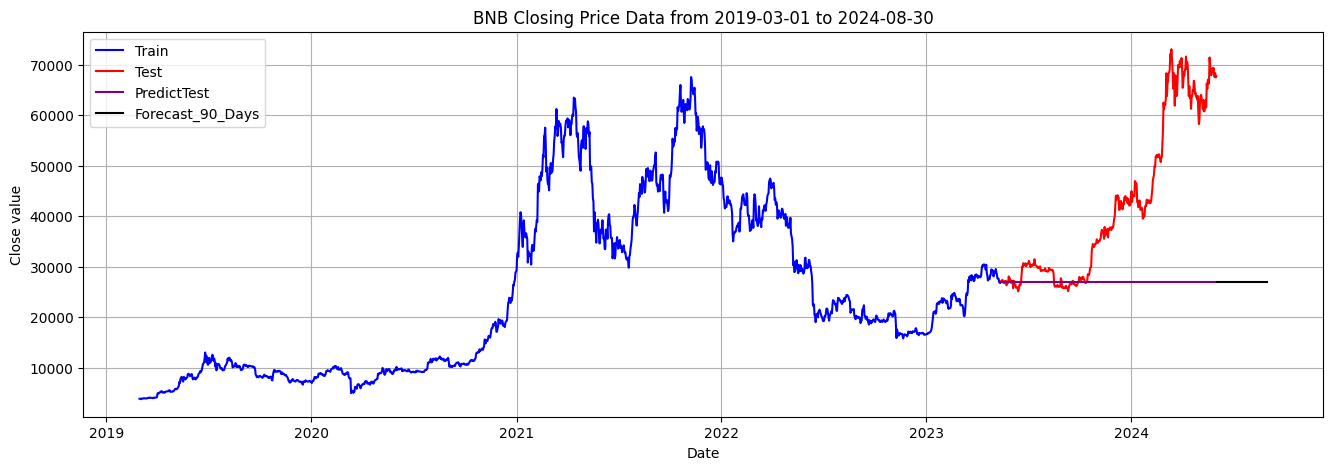 BNB Closing Price Data from 2019-03-01 to 2024-08-30
Train
Test
PredictTest
Forecast_90_Days
Close value
70000
60000
50000
40000
30000
20000
10000
2019
2020
2021
2022
2023
2024
Date